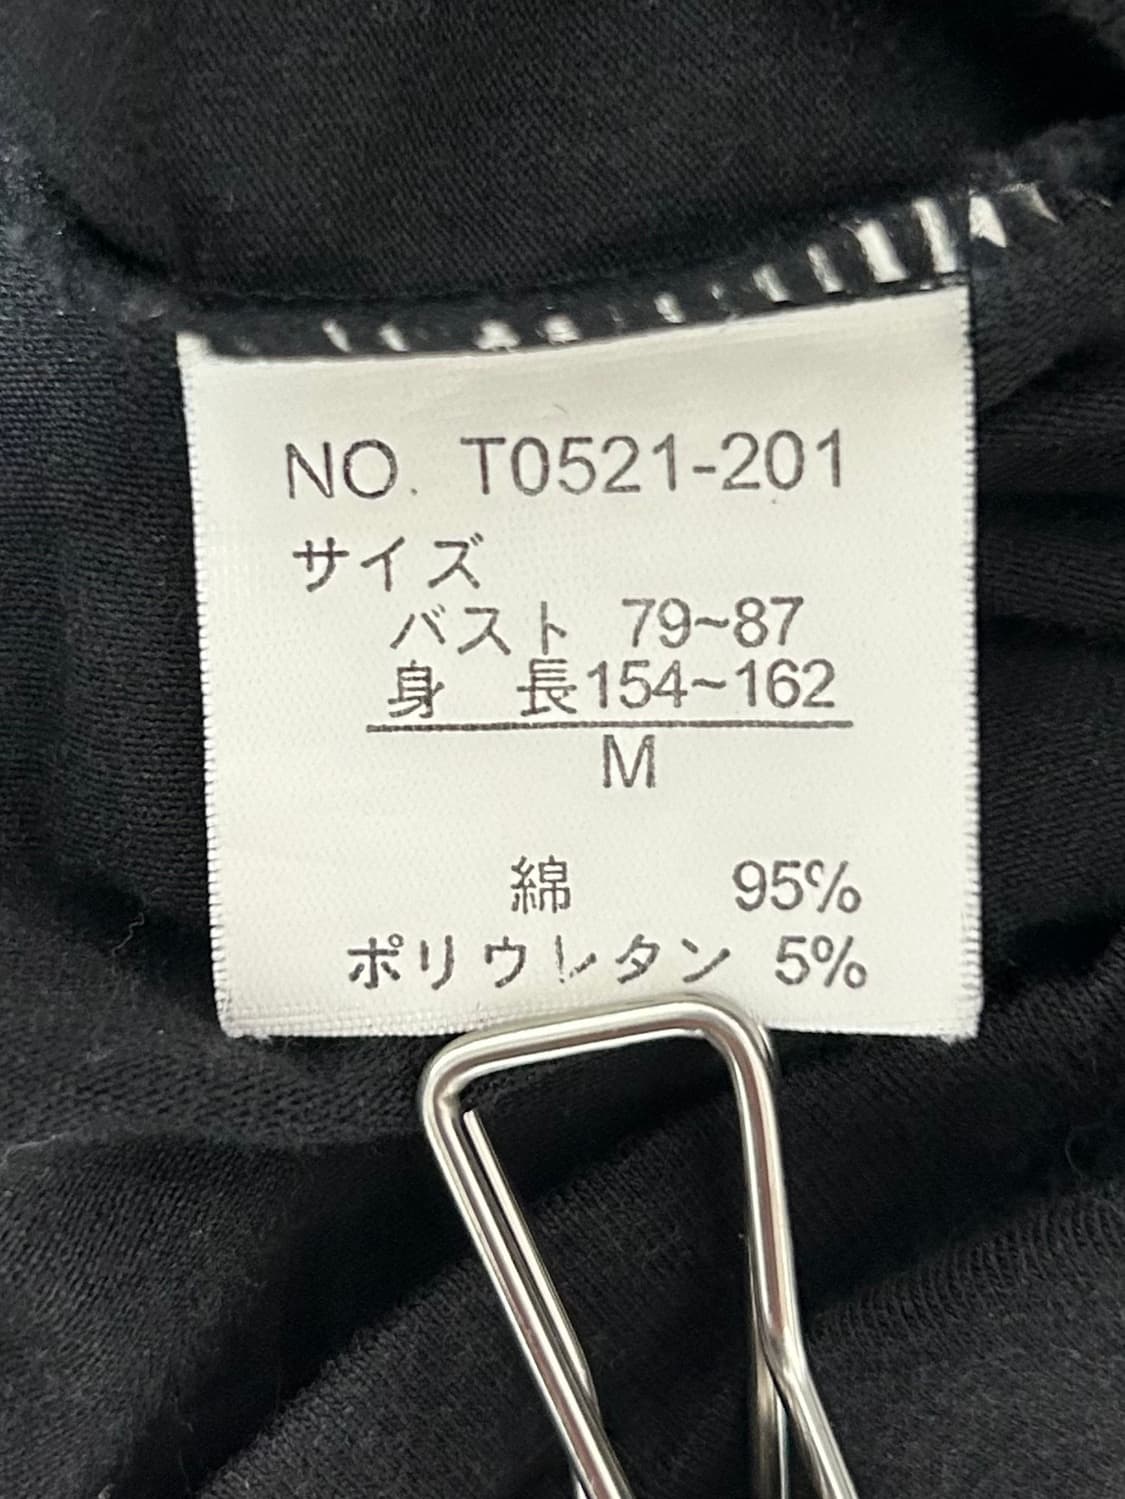 NO. T0521-201
サイズ
バスト 79~87
身 長154~162
M
綿 95%
ポリウレタン 5%